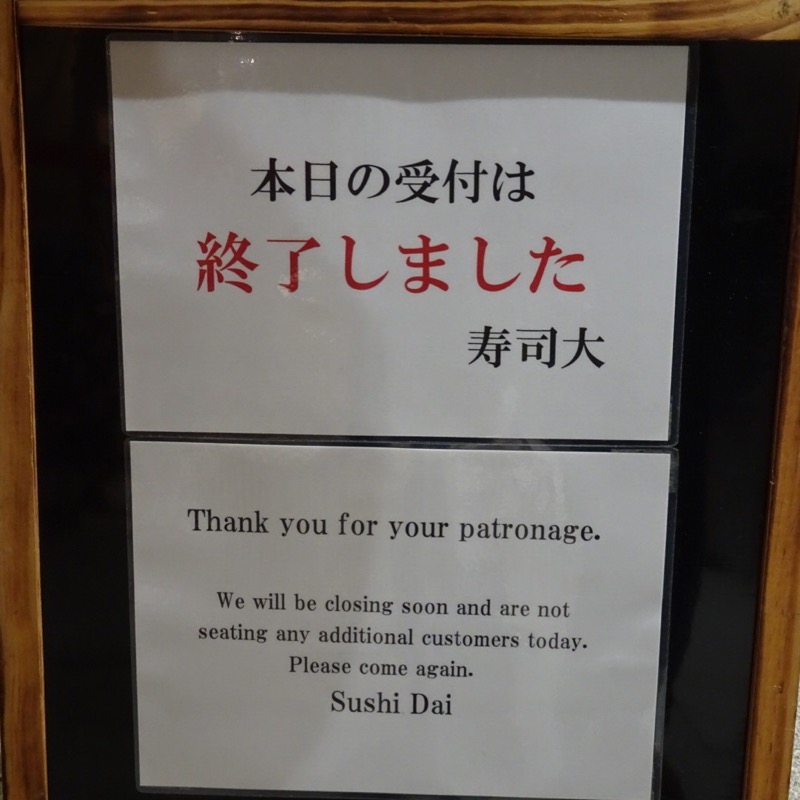 本日の受付は
終了しました
寿司大
Thank you for your patronage.
We will be closing soon and are not
seating any additional customers today.
Please come again.
Sushi Dai